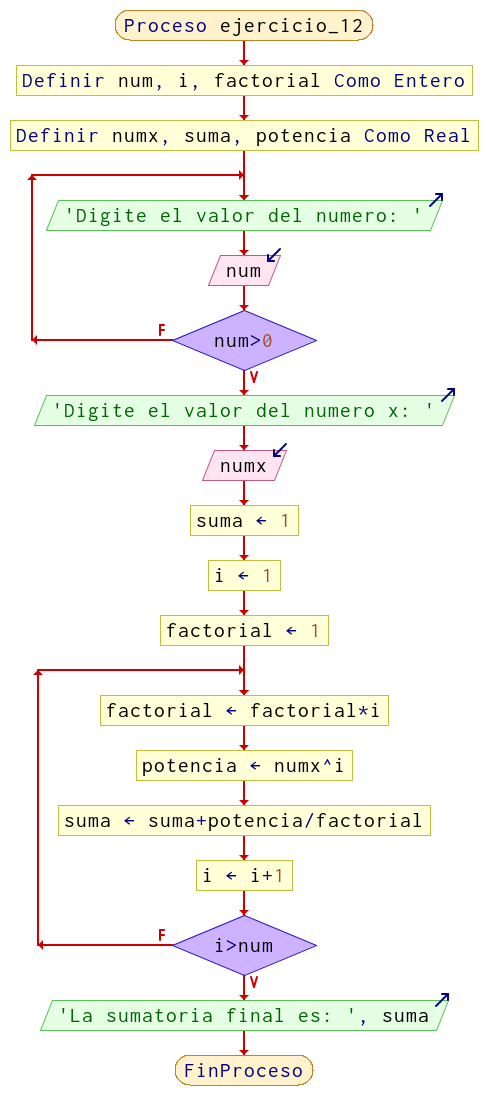 Proceso ejercicio_12
Definir num, i, factorial Como Entero
Definir numx, suma, potencia Como Real
'Digite el valor del numero: '
num
F
num>0
V
'Digite el valor del numero x: '
numx
suma ← 1
i ← 1
factorial ← 1
factorial ← factorial*i
potencia ← numx^i
suma ← suma+potencia/factorial
i ← i+1
F
i>num
V
'La sumatoria final es: ', suma
FinProceso